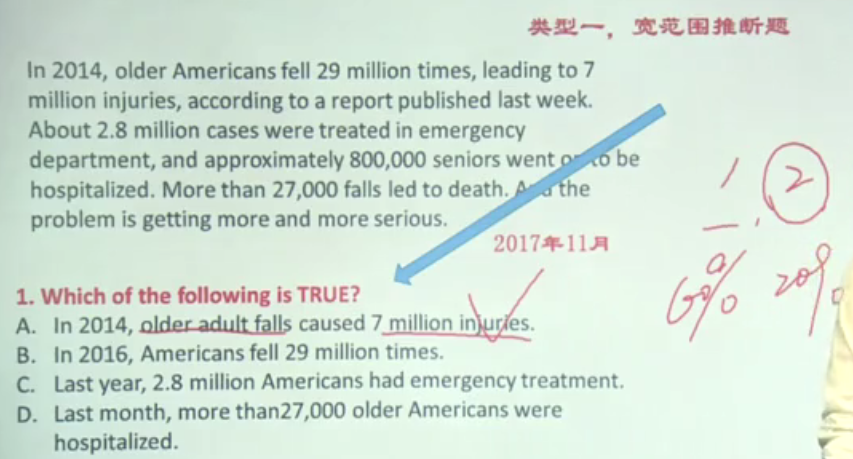 类型一，宽范围推断题
In 2014, older Americans fell 29 million times, leading to 7
million injuries, according to a report published last week.
About 2.8 million cases were treated in emergency
department, and approximately 800,000 seniors went on to be
hospitalized. More than 27,000 falls led to death. And the
problem is getting more and more serious.
2017年11月
1. Which of the following is TRUE?
A. In 2014, older adult falls caused 7 million injuries.
B. In 2016, Americans fell 29 million times.
C. Last year, 2.8 million Americans had emergency treatment.
D. Last month, more than27,000 older Americans were
hospitalized.
2
60%
20%